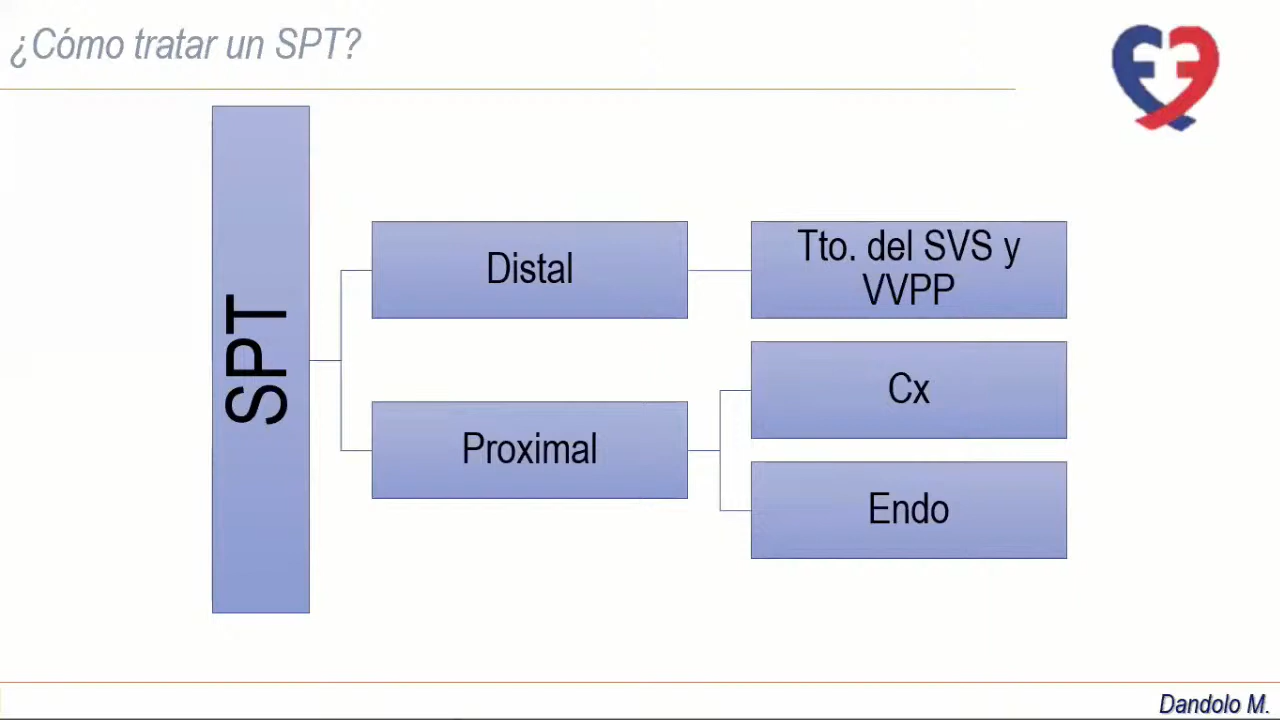 ¿Cómo tratar un SPT?
SPT
Distal
Tto. del SVS y
VVPP
Proximal
Cx
Endo
Dandolo M.